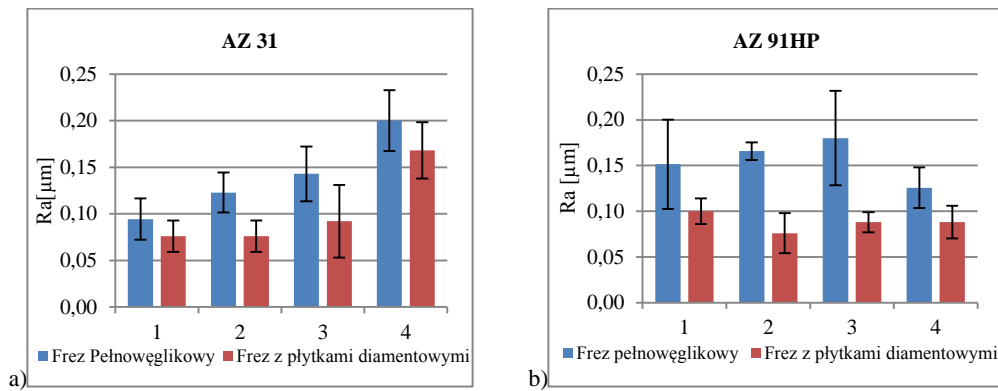 AZ 31
0,25
0,20
0,15
0,10
0,05
0,00
Ra[µm]
1 2 3 4
Frez Pełnowęglikowy Frez z płytkami diamentowymi
a)
AZ 91HP
0,25
0,20
0,15
0,10
0,05
0,00
Ra [µm]
1 2 3 4
Frez pełnowęglikowy Frez z płytkami diamentowymi
b)